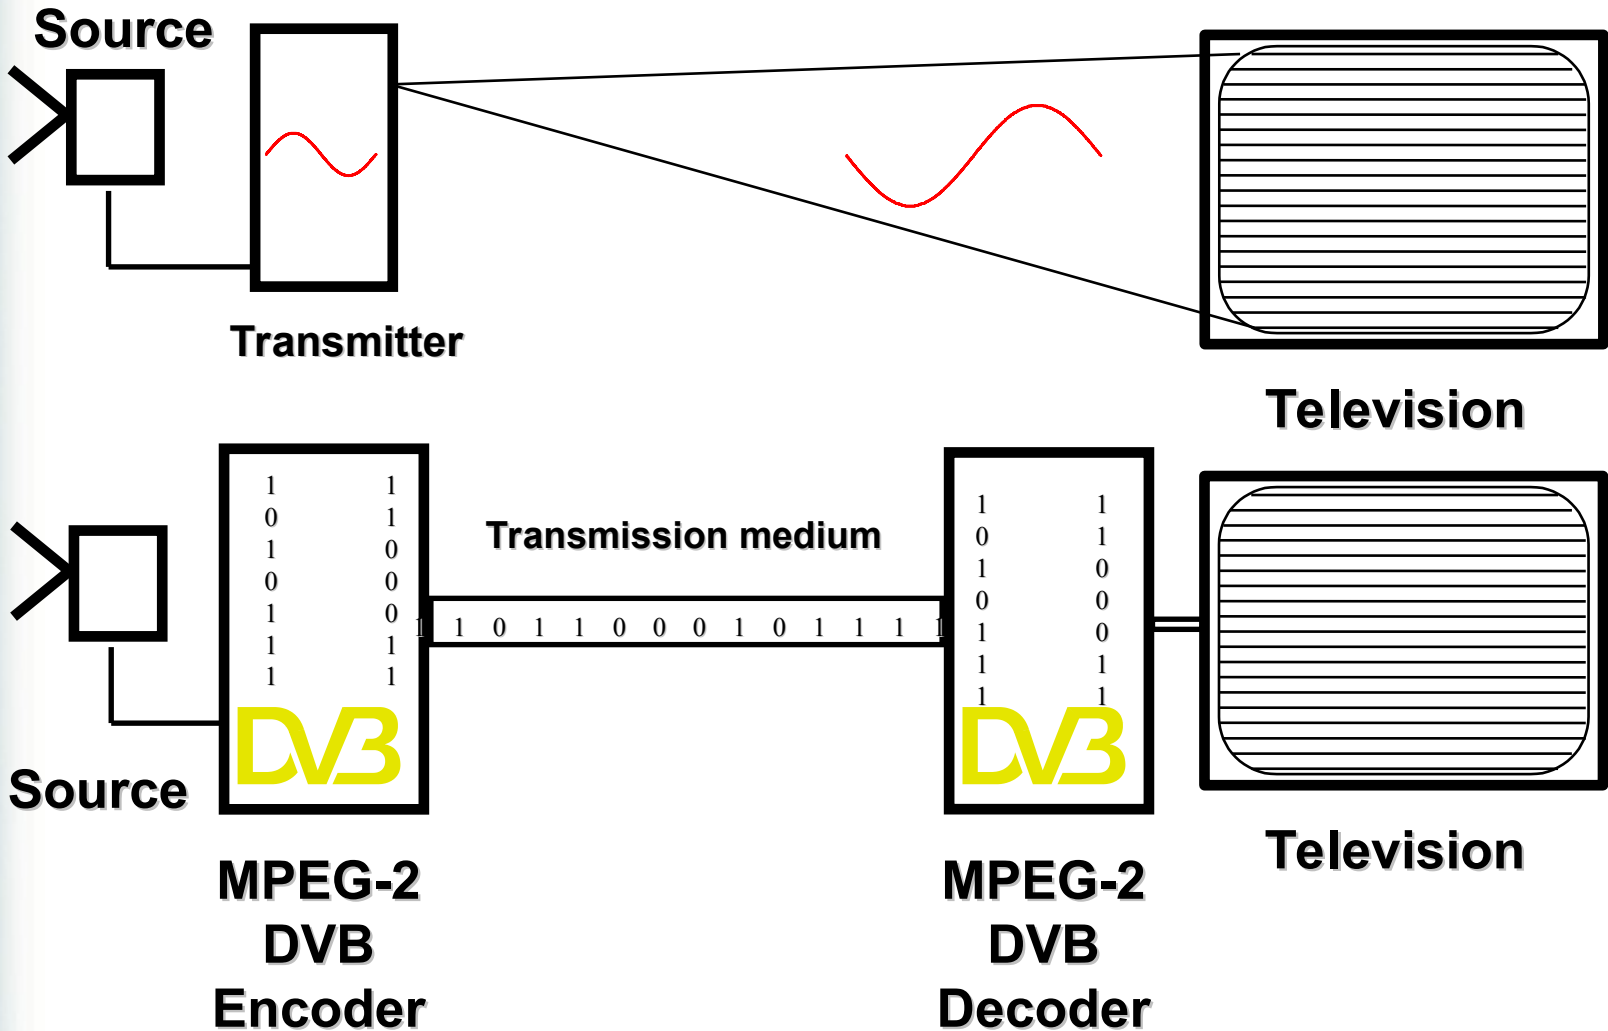 Source
Transmitter
Television
1 1
0 1
1 0
0 0
1 0
1 1
1 1
DVB
Transmission medium
1 1 0 1 1 0 0 0 1 0 1 1 1 1
1 1
0 1
1 0
0 0
1 0
1 1
1 1
DVB
Source
MPEG-2
DVB
Encoder
MPEG-2
DVB
Decoder
Television